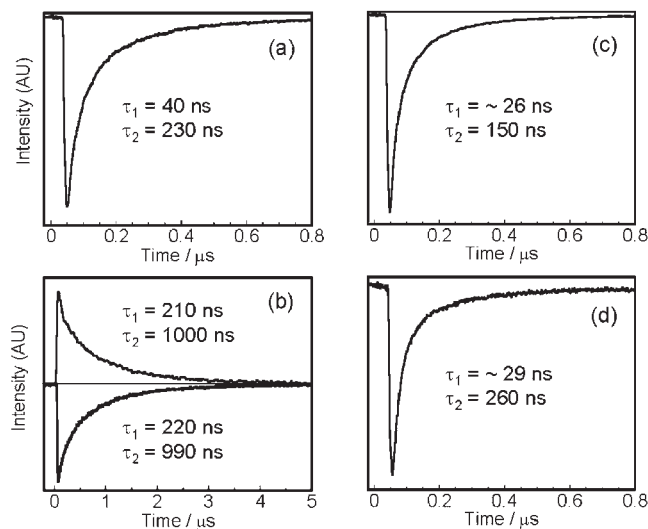 (a)
τ1 = 40 ns
τ2 = 230 ns
Intensity (AU)
0 0.2 0.4 0.6 0.8
Time / μs
(c)
τ1 = ~ 26 ns
τ2 = 150 ns
0 0.2 0.4 0.6 0.8
Time / μs
(b)
τ1 = 210 ns
τ2 = 1000 ns
τ1 = 220 ns
τ2 = 990 ns
Intensity (AU)
0 1 2 3 4 5
Time / μs
(d)
τ1 = ~ 29 ns
τ2 = 260 ns
0 0.2 0.4 0.6 0.8
Time / μs